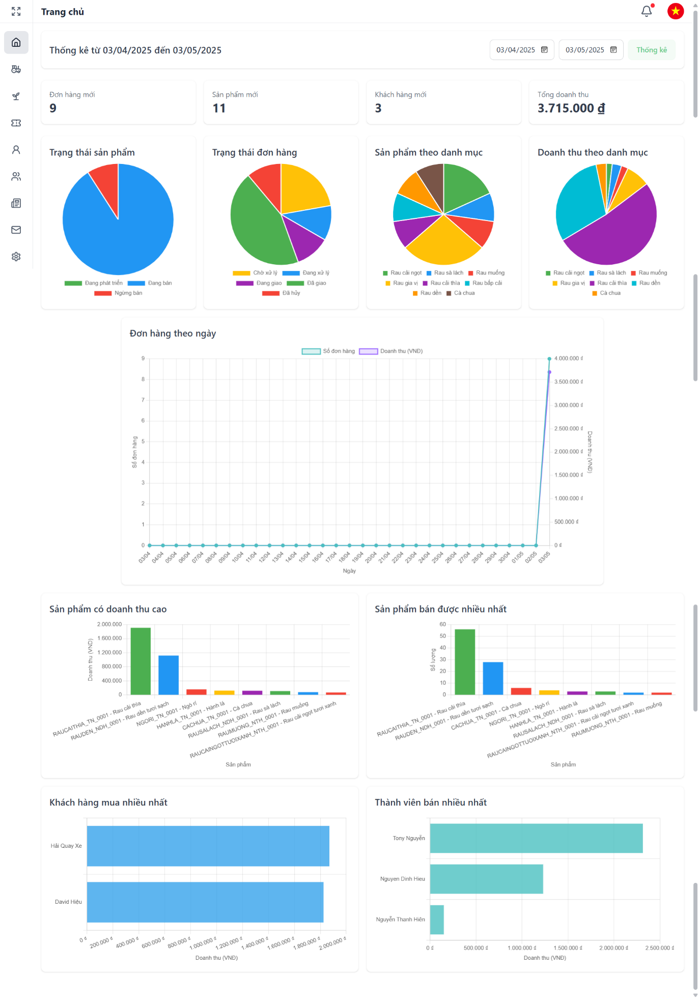 Trang chủ
Thống kê từ 03/04/2025 đến 03/05/2025
03/04/2025
03/05/2025
Thống kê
Đơn hàng mới
9
Sản phẩm mới
11
Khách hàng mới
3
Tổng doanh thu
3.715.000 ₫
Trạng thái sản phẩm
Đang phát triển Đang bán
Ngừng bán
Trạng thái đơn hàng
Chờ xử lý Đang xử lý
Đang giao Đã giao
Đã hủy
Sản phẩm theo danh mục
Rau cải ngọt Rau sà lách Rau muống
Rau gia vị Rau cải thìa Rau bắp cải
Rau dền Cà chua
Doanh thu theo danh mục
Rau cải ngọt Rau sà lách Rau muống
Rau gia vị Rau cải thìa Rau dền
Cà chua
Đơn hàng theo ngày
Số đơn hàng Doanh thu (VNĐ)
9
8
7
6
5
4
3
2
1
0
Số đơn hàng
4.000.000 ₫
3.500.000 ₫
3.000.000 ₫
2.500.000 ₫
2.000.000 ₫
1.500.000 ₫
1.000.000 ₫
500.000 ₫
0 ₫
Doanh thu (VNĐ)
03/04 04/04 05/04 06/04 07/04 08/04 09/04 10/04 11/04 12/04 13/04 14/04 15/04 16/04 17/04 18/04 19/04 20/04 21/04 22/04 23/04 24/04 25/04 26/04 27/04 28/04 29/04 30/04 01/05 02/05 03/05
Ngày
Sản phẩm có doanh thu cao
2.000.000
1.600.000
1.200.000
800.000
400.000
0
Doanh thu (VNĐ)
RAUCAITHIA_TN_0001 - Rau cải thìa
RAUDEN_NDH_0001 - Rau dền tươi sạch
NGORI_TN_0001 - Ngò rí
HANHLA_TN_0001 - Hành lá
CACHUA_TN_0001 - Cà chua
RAUSALACH_NDH_0001 - Rau sà lách
RAUMUONG_NTH_0001 - Rau muống
RAUCAINGOTTUOIXANH_NTH_0001 - Rau cải ngọt tươi xanh
Sản phẩm
Sản phẩm bán được nhiều nhất
60
50
40
30
20
10
0
Số lượng
RAUCAITHIA_TN_0001 - Rau cải thìa
RAUDEN_NDH_0001 - Rau dền tươi sạch
CACHUA_TN_0001 - Cà chua
NGORI_TN_0001 - Ngò rí
HANHLA_TN_0001 - Hành lá
RAUSALACH_NDH_0001 - Rau sà lách
RAUCAINGOTTUOIXANH_NTH_0001 - Rau cải ngọt tươi xanh
RAUMUONG_NTH_0001 - Rau muống
Sản phẩm
Khách hàng mua nhiều nhất
Hải Quay Xe
David Hiêu
0 ₫ 200.000 ₫ 400.000 ₫ 600.000 ₫ 800.000 ₫ 1.000.000 ₫ 1.200.000 ₫ 1.400.000 ₫ 1.600.000 ₫ 1.800.000 ₫ 2.000.000 ₫
Doanh thu (VNĐ)
Thành viên bán nhiều nhất
Tony Nguyễn
Nguyen Dinh Hieu
Nguyễn Thanh Hiên
0 ₫ 500.000 ₫ 1.000.000 ₫ 1.500.000 ₫ 2.000.000 ₫ 2.500.000 ₫
Doanh thu (VNĐ)